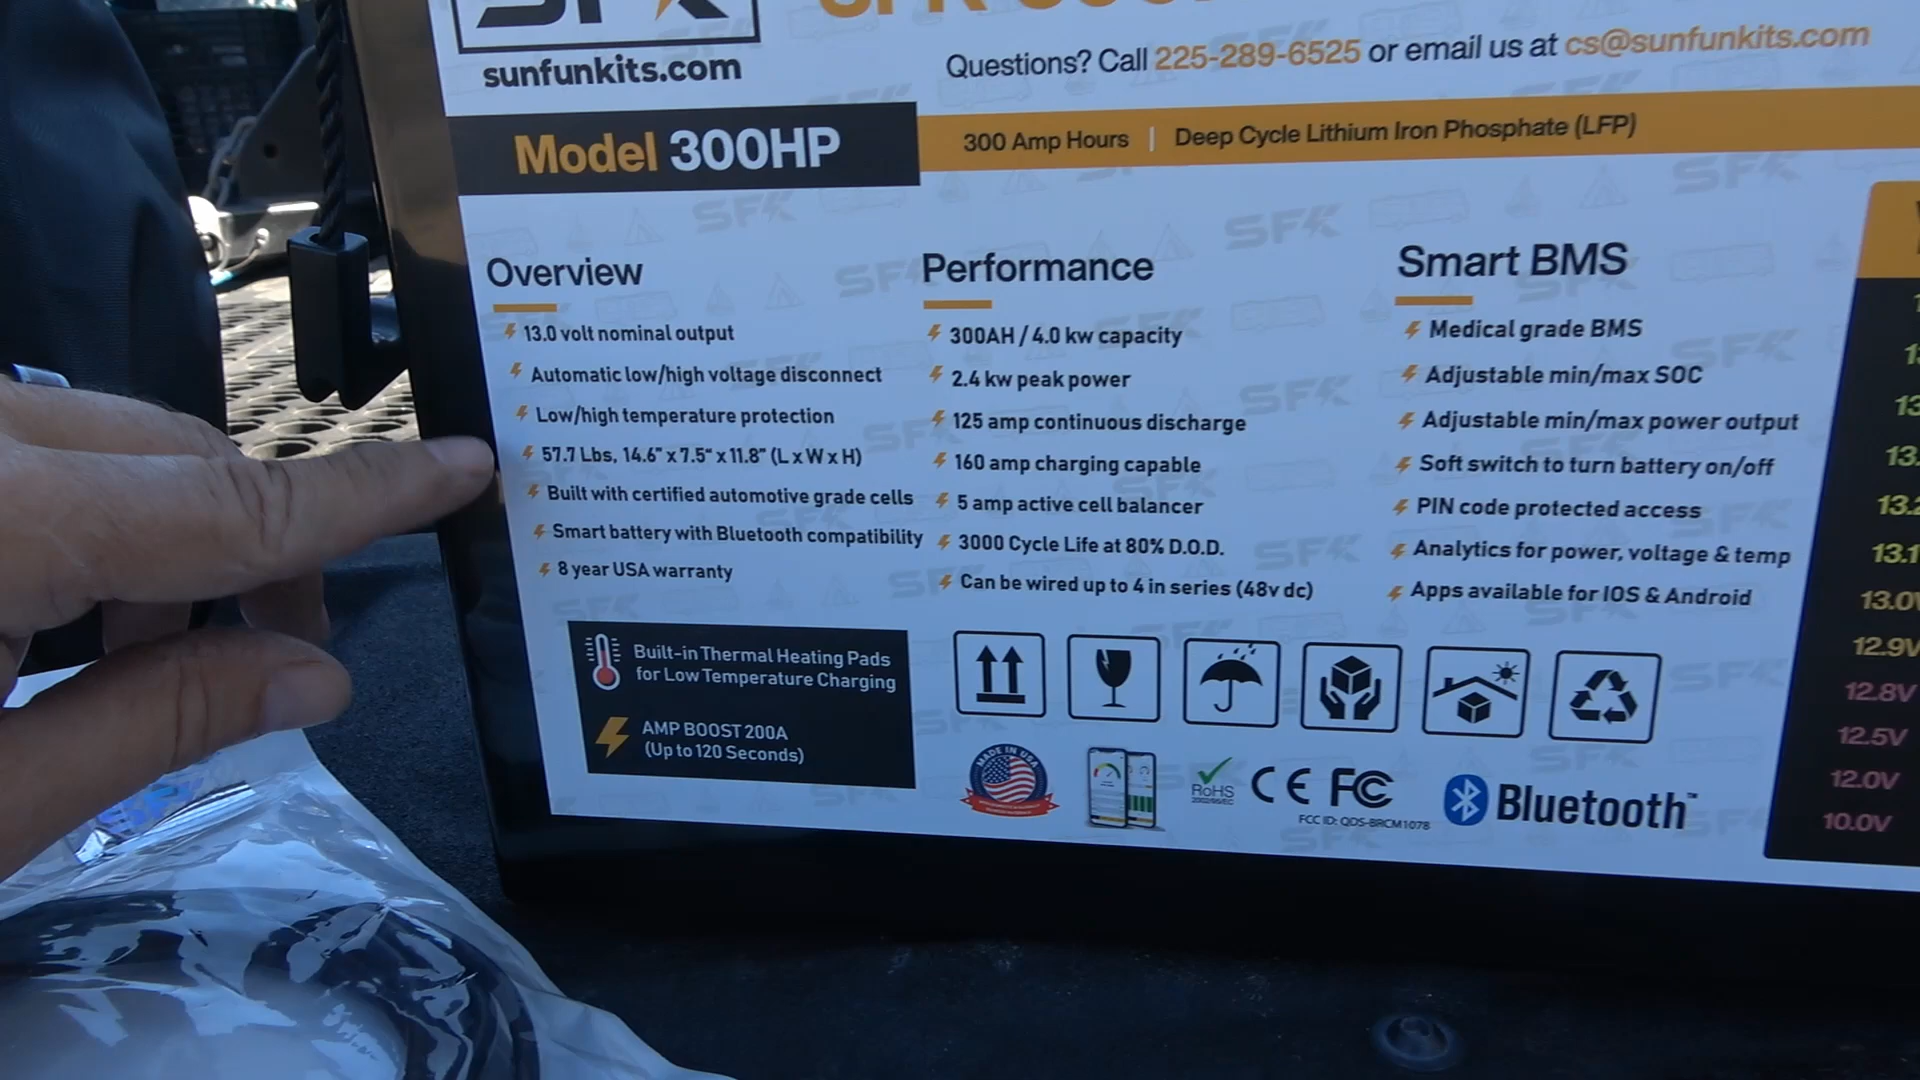 SFK
sunfunkits.com
Questions? Call 225-289-6525 or email us at cs@sunfunkits.com
Model 300HP
300 Amp Hours | Deep Cycle Lithium Iron Phosphate (LFP)
Overview
13.0 volt nominal output
Automatic low/high voltage disconnect
Low/high temperature protection
57.7 Lbs, 14.6" x 7.5" x 11.8" (L x W x H)
Built with certified automotive grade cells
Smart battery with Bluetooth compatibility
8 year USA warranty
Built-in Thermal Heating Pads
for Low Temperature Charging
AMP BOOST 200A
(Up to 120 Seconds)
Performance
300AH / 4.0 kw capacity
2.4 kw peak power
125 amp continuous discharge
160 amp charging capable
5 amp active cell balancer
3000 Cycle Life at 80% D.O.D.
Can be wired up to 4 in series (48v dc)
Smart BMS
Medical grade BMS
Adjustable min/max SOC
Adjustable min/max power output
Soft switch to turn battery on/off
PIN code protected access
Analytics for power, voltage & temp
Apps available for IOS & Android
MADE IN USA
RoHS
2002/95/EC
CE FC
FCC ID: QDS-BRCM1078
Bluetooth™
13.0V
12.9V
12.8V
12.5V
12.0V
10.0V